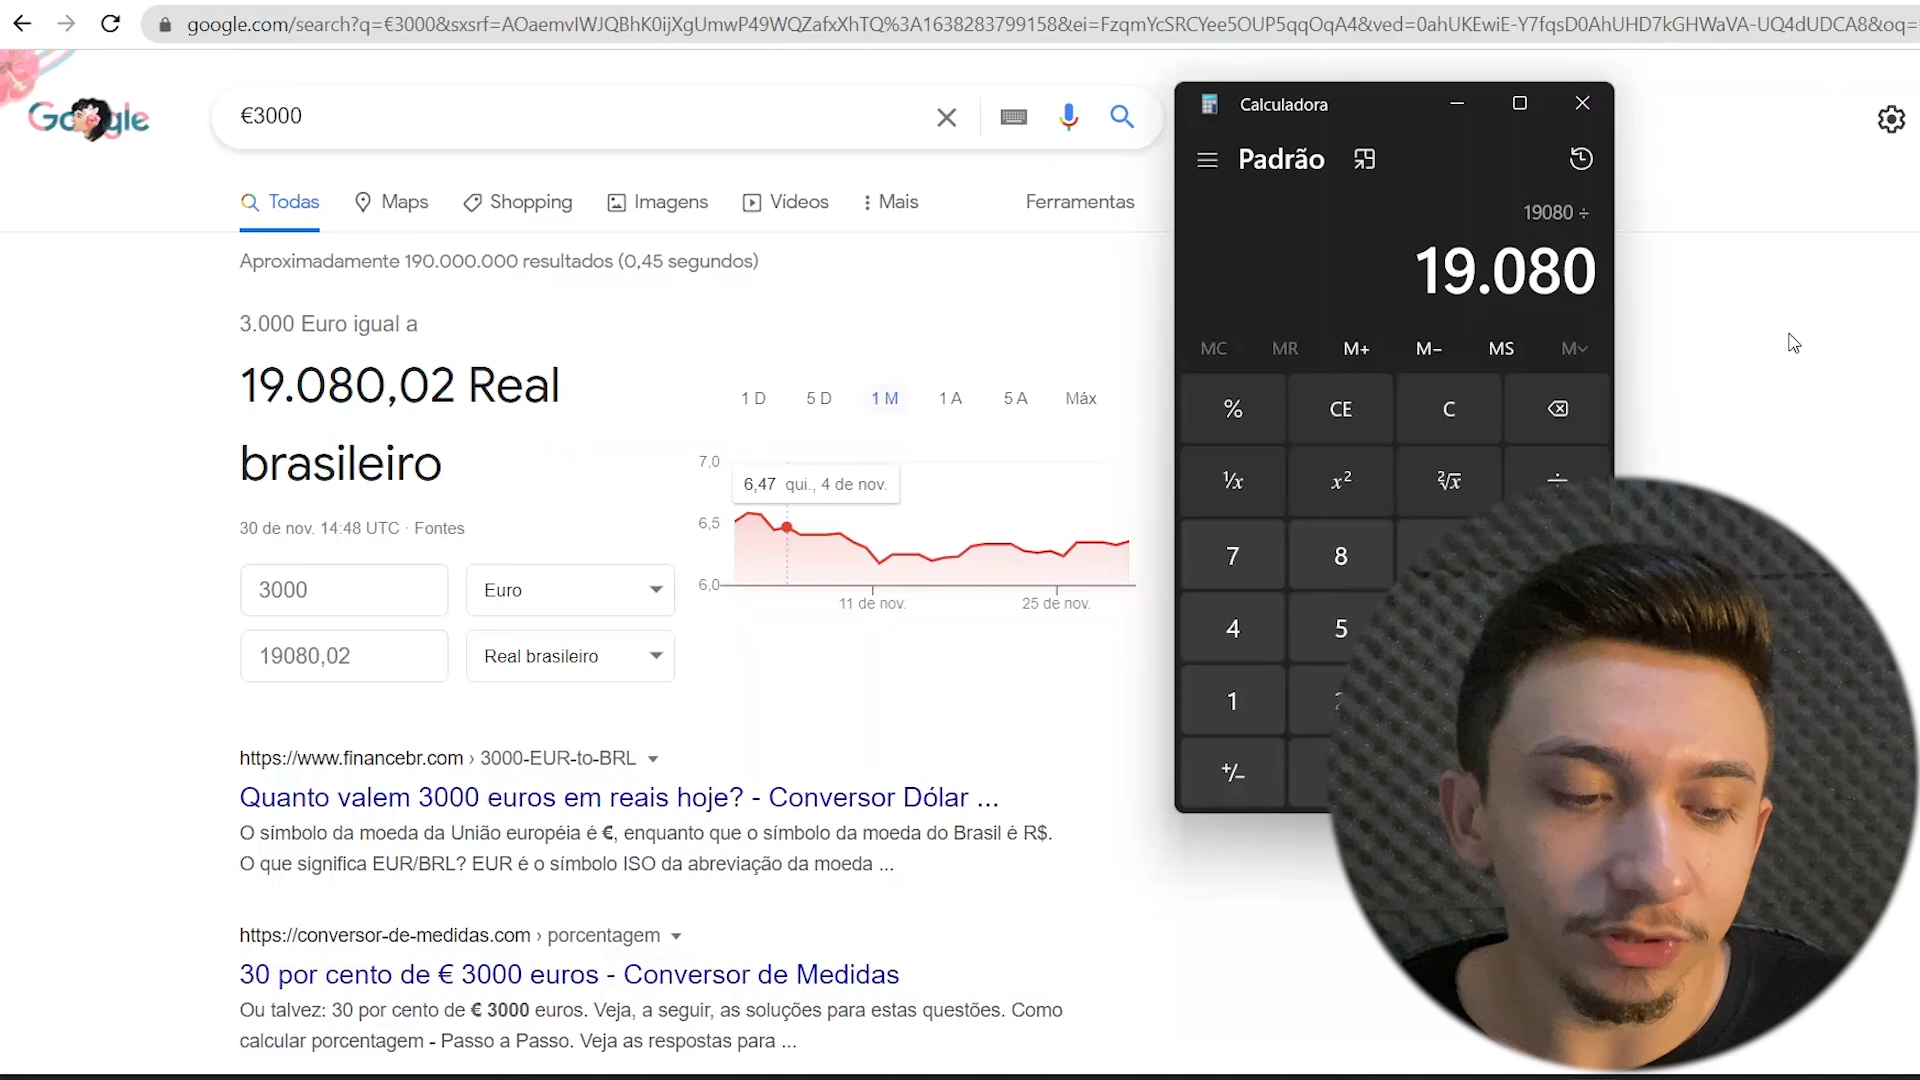 google.com/search?q=€3000&sxsrf=AOaemvIWJQBhK0ijXgUmwP49WQZafxXhTQ%3A1638283799158&ei=FzqmYcSRCYee5OUP5qqOqA4&ved=0ahUKEwiE-Y7fqsD0AhUHD7kGHWaVA-UQ4dUDCA8&oq=
Google
€3000
Todas
Maps
Shopping
Imagens
Vídeos
Mais
Ferramentas
Aproximadamente 190.000.000 resultados (0,45 segundos)
3.000 Euro igual a
19.080,02 Real
brasileiro
30 de nov. 14:48 UTC · Fontes
3000
Euro
19080,02
Real brasileiro
1 D
5 D
1 M
1 A
5 A
Máx
7,0
6,5
6,0
6,47 qui., 4 de nov.
11 de nov.
25 de nov.
https://www.financebr.com › 3000-EUR-to-BRL
Quanto valem 3000 euros em reais hoje? - Conversor Dólar ...
O símbolo da moeda da União européia é €, enquanto que o símbolo da moeda do Brasil é R$.
O que significa EUR/BRL? EUR é o símbolo ISO da abreviação da moeda ...
https://conversor-de-medidas.com › porcentagem
30 por cento de € 3000 euros - Conversor de Medidas
Ou talvez: 30 por cento de € 3000 euros. Veja, a seguir, as soluções para estas questões. Como
calcular porcentagem - Passo a Passo. Veja as respostas para ...
Calculadora
Padrão
19080 ÷
19.080
MC MR M+ M− MS M
% CE C
⅟x x² ²√x ÷
7 8
4 5
1
+/−